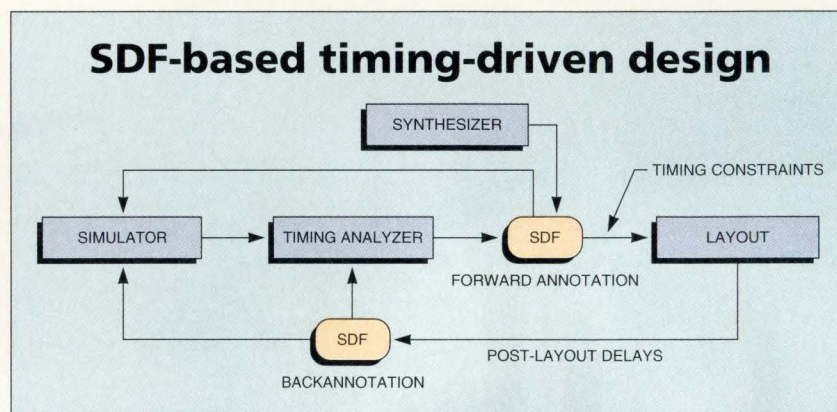 SDF-based timing-driven design
SYNTHESIZER
TIMING CONSTRAINTS
SIMULATOR
TIMING ANALYZER
SDF
LAYOUT
FORWARD ANNOTATION
SDF
POST-LAYOUT DELAYS
BACKANNOTATION